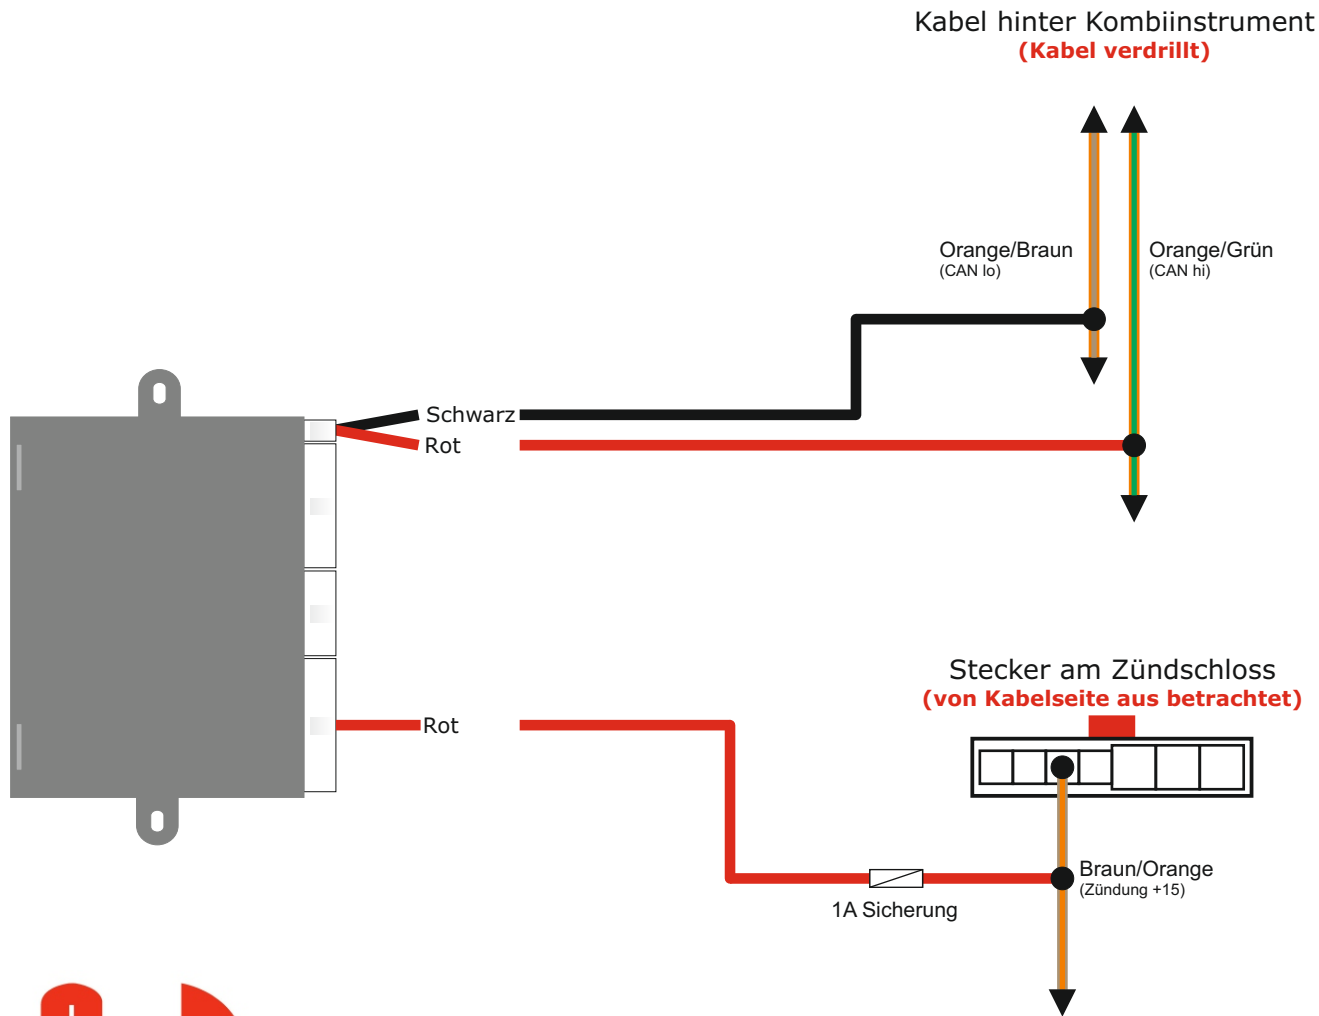 Kabel hinter Kombiinstrument
(Kabel verdrillt)
Orange/Braun
(CAN lo)
Orange/Grün
(CAN hi)
Schwarz
Rot
Stecker am Zündschloss
(von Kabelseite aus betrachtet)
Rot
Braun/Orange
(Zündung +15)
1A Sicherung